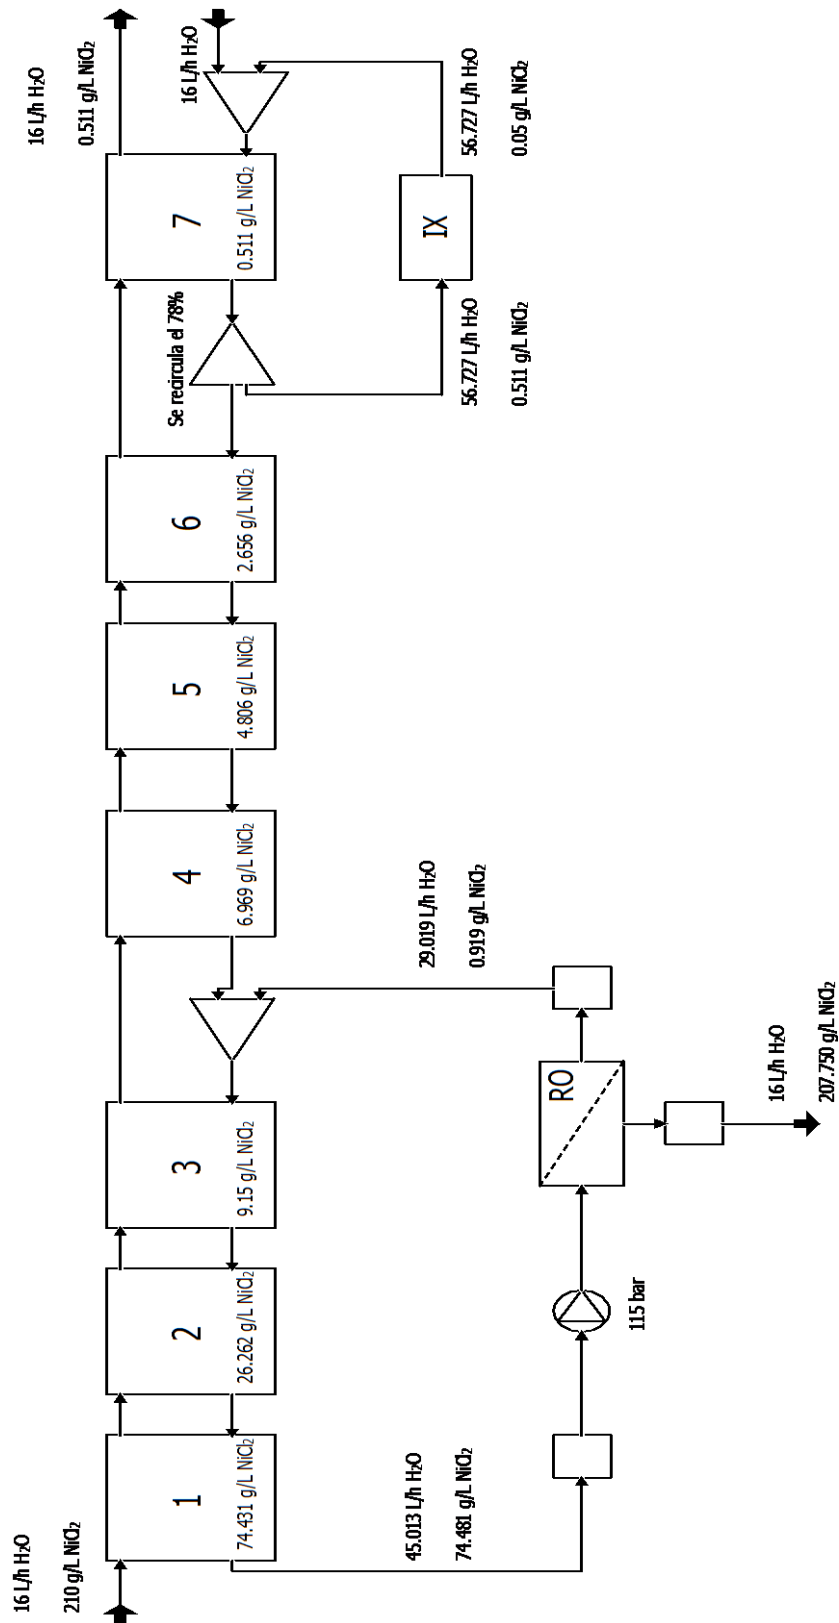 16 L/h H₂O
210 g/L NiCl₂
1
74.431 g/L NiCl₂
2
26.262 g/L NiCl₂
3
9.15 g/L NiCl₂
4
6.969 g/L NiCl₂
5
4.806 g/L NiCl₂
6
2.656 g/L NiCl₂
Se recircula el 78%
7
0.511 g/L NiCl₂
16 L/h H₂O
0.511 g/L NiCl₂
16 L/h H₂O
45.013 L/h H₂O
74.481 g/L NiCl₂
115 bar
RO
29.019 L/h H₂O
0.919 g/L NiCl₂
16 L/h H₂O
207.750 g/L NiCl₂
56.727 L/h H₂O
0.511 g/L NiCl₂
IX
56.727 L/h H₂O
0.05 g/L NiCl₂